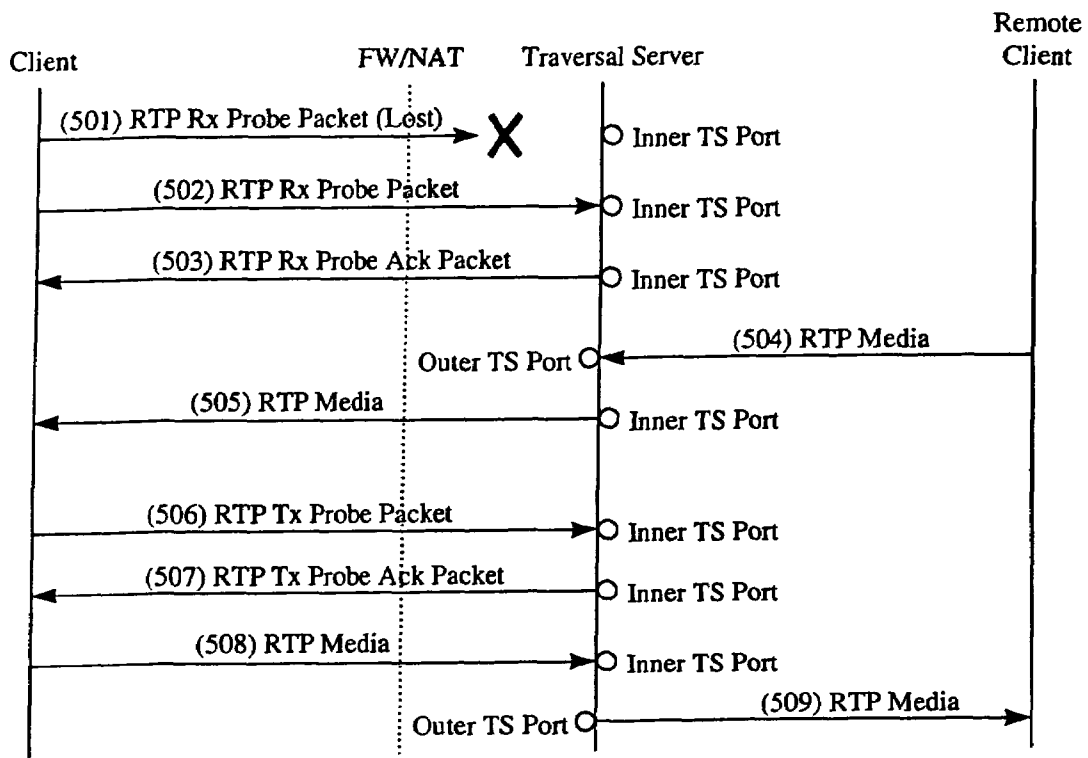 Remote
Client FW/NAT Traversal Server Client
(501) RTP Rx Probe Packet (Lost)
Inner TS Port
(502) RTP Rx Probe Packet
Inner TS Port
(503) RTP Rx Probe Ack Packet
Inner TS Port
(504) RTP Media
Outer TS Port
(505) RTP Media
Inner TS Port
(506) RTP Tx Probe Packet
Inner TS Port
(507) RTP Tx Probe Ack Packet
Inner TS Port
(508) RTP Media
Inner TS Port
(509) RTP Media
Outer TS Port